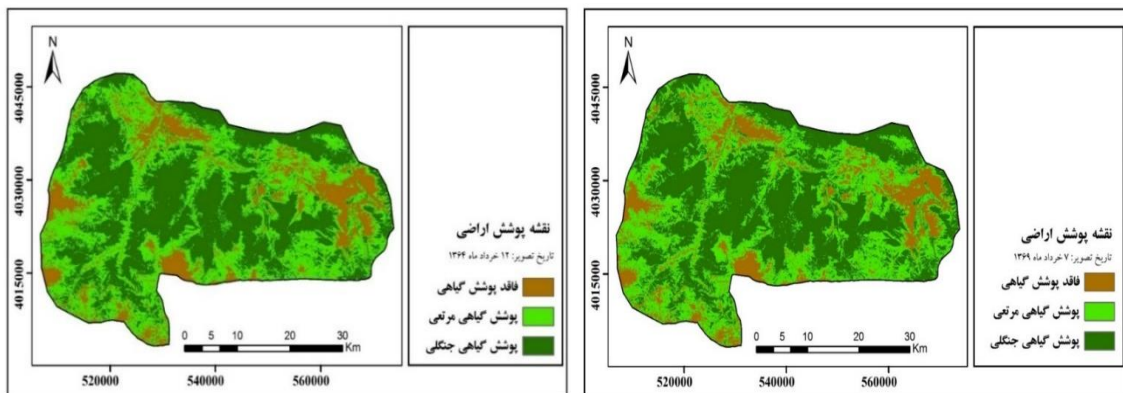 N
4045000
4030000
4015000
520000
540000
560000
0 5 10 20 30
Km
نقشه پوشش اراضی
تاریخ تصویر: ۱۲ خرداد ماه ۱۳۶۴
فاقد پوشش گیاهی
پوشش گیاهی مرتعی
پوشش گیاهی جنگلی
N
4045000
4030000
4015000
520000
540000
560000
0 5 10 20 30
Km
نقشه پوشش اراضی
تاریخ تصویر: ۷ خرداد ماه ۱۳۶۹
فاقد پوشش گیاهی
پوشش گیاهی مرتعی
پوشش گیاهی جنگلی